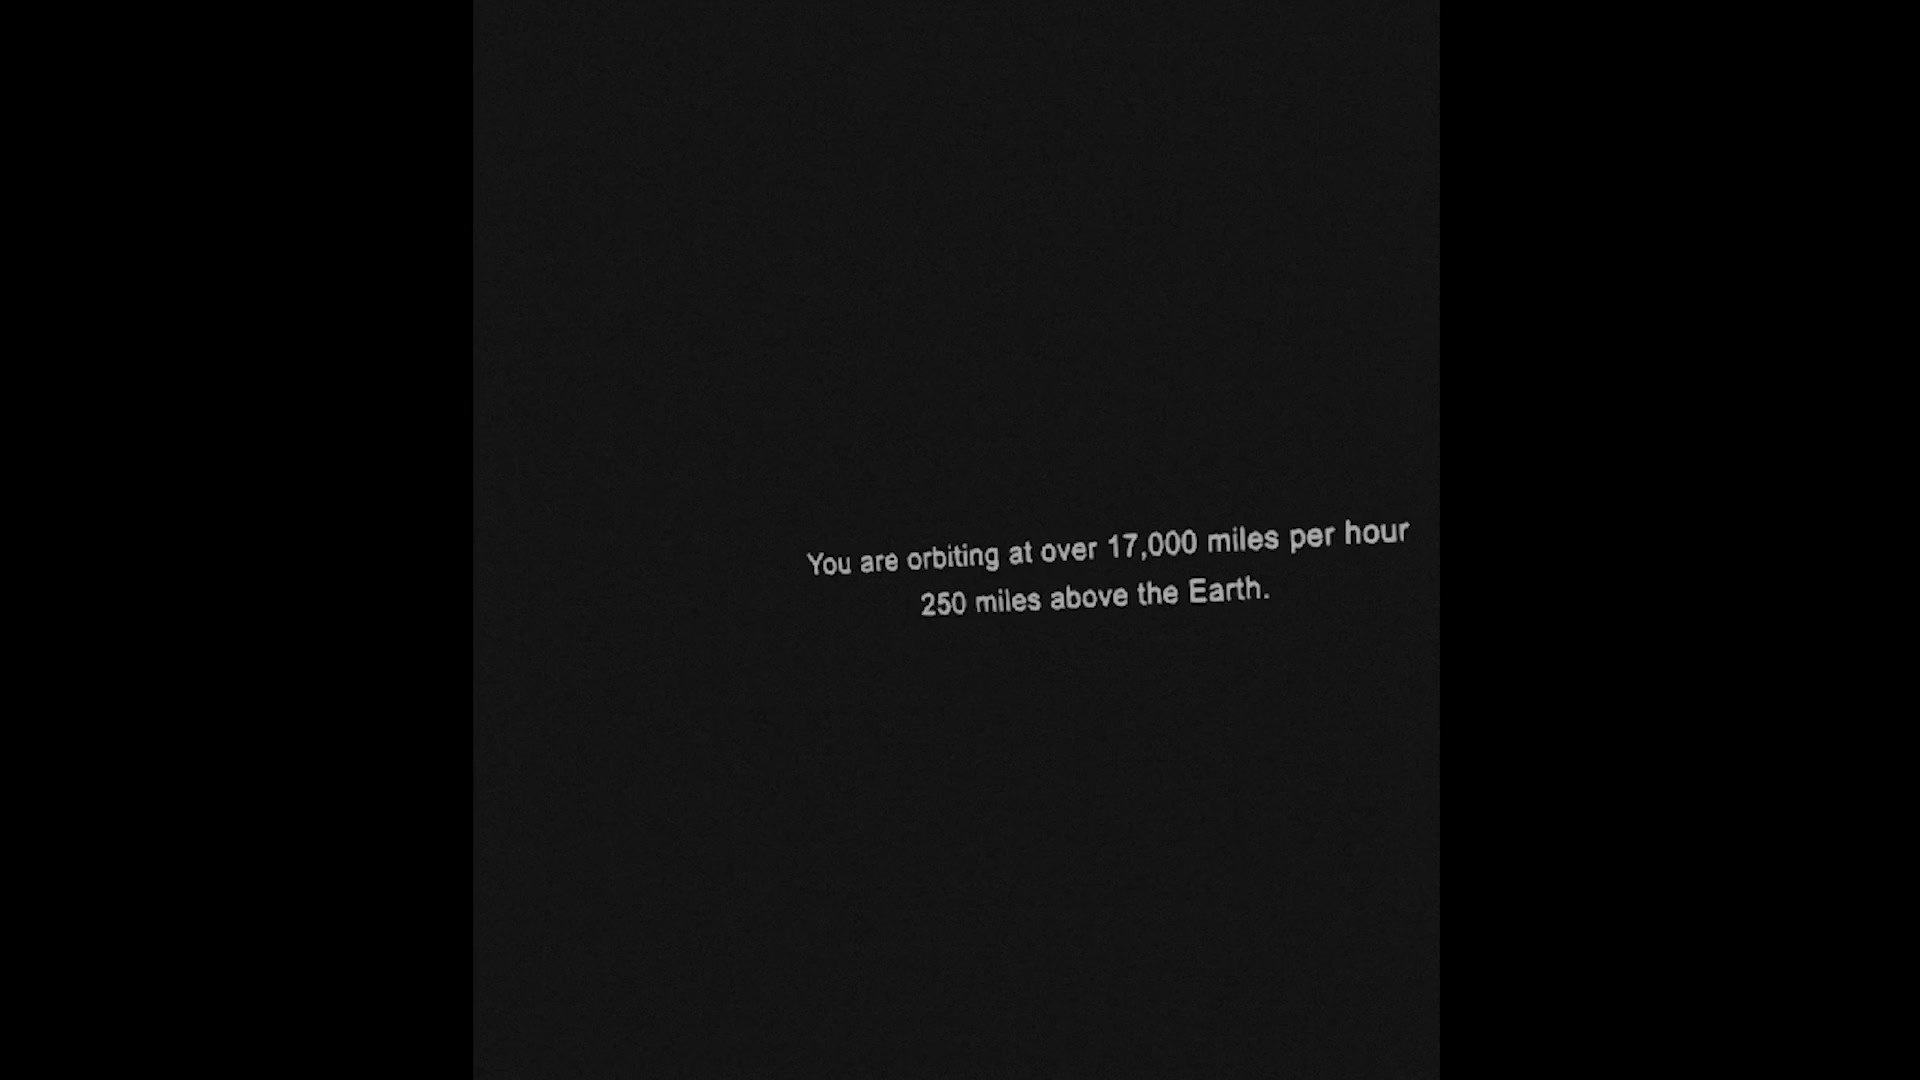 You are orbiting at over 17,000 miles per hour
250 miles above the Earth.